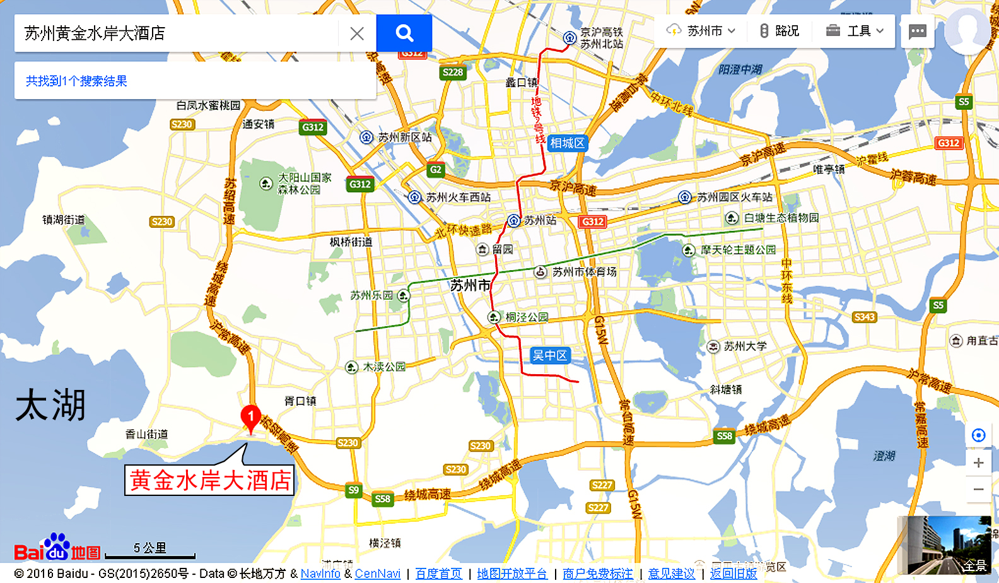 苏州黄金水岸大酒店
苏州市
路况
工具
共找到1个搜索结果
京沪高铁
苏州北站
G312
S228
蠡口镇
阳澄中湖
京台高速
中环北线
S5
白凤水蜜桃园
S230
通安镇
G312
地铁2号线
苏州新区站
相城区
G312
京沪高速
沪霍线
唯亭镇
沪蓉高速
G2
大阳山国家
森林公园
G312
京沪高速
苏绍高速
苏州火车西站
苏州园区火车站
镇湖街道
S230
苏州站
G312
白塘生态植物园
北环快速路
枫桥街道
留园
摩天轮主题公园
绕城高速
苏州市体育场
中环东线
苏州市
苏州乐园
S5
桐泾公园
S343
G15W
沪常高速
苏州大学
甪直古
吴中区
木渎公园
沪常高速
太湖
胥口镇
斜塘镇
1
苏绍高速
常台高速
绕城高速
常嘉高速
香山街道
S230
S230
S58
澄湖
黄金水岸大酒店
S230
绕城高速
S9
S58
绕城高速
S227
S227
G15W
横泾镇
Bai du 地图
5公里
全景
© 2016 Baidu - GS(2015)2650号 - Data © 长地万方 & NavInfo & CenNavi | 百度首页 | 地图开放平台 | 商户免费标注 | 意见建议 | 返回旧版